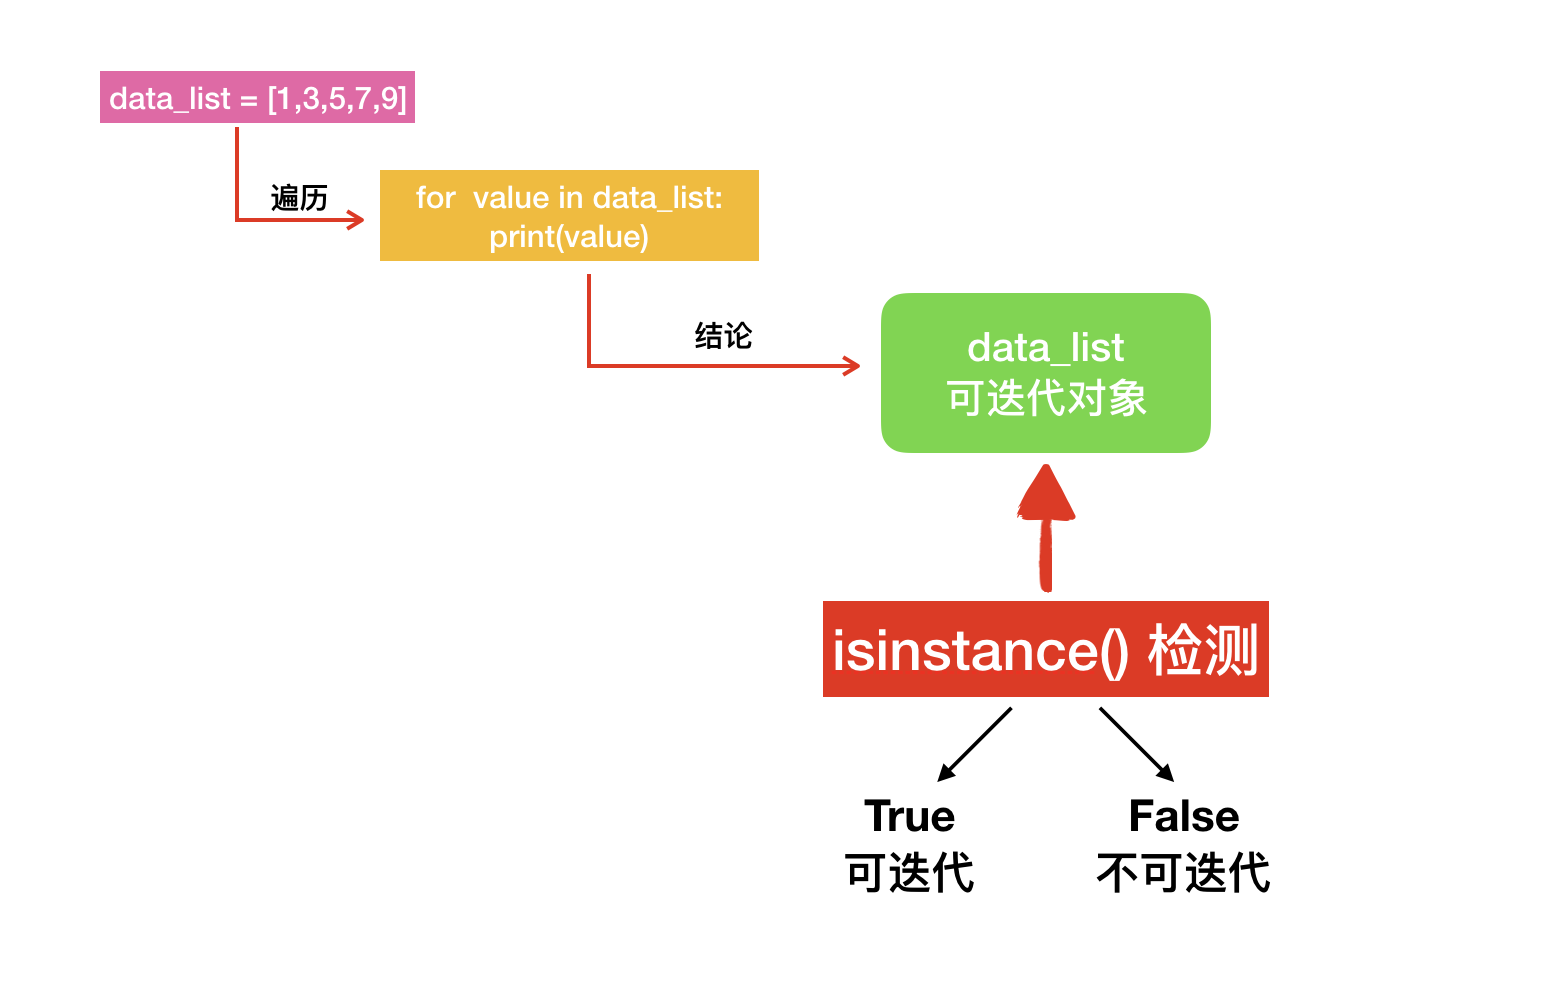 data_list = [1,3,5,7,9]
遍历
for  value in data_list:
print(value)
结论
data_list
可迭代对象
isinstance() 检测
True
可迭代
False
不可迭代